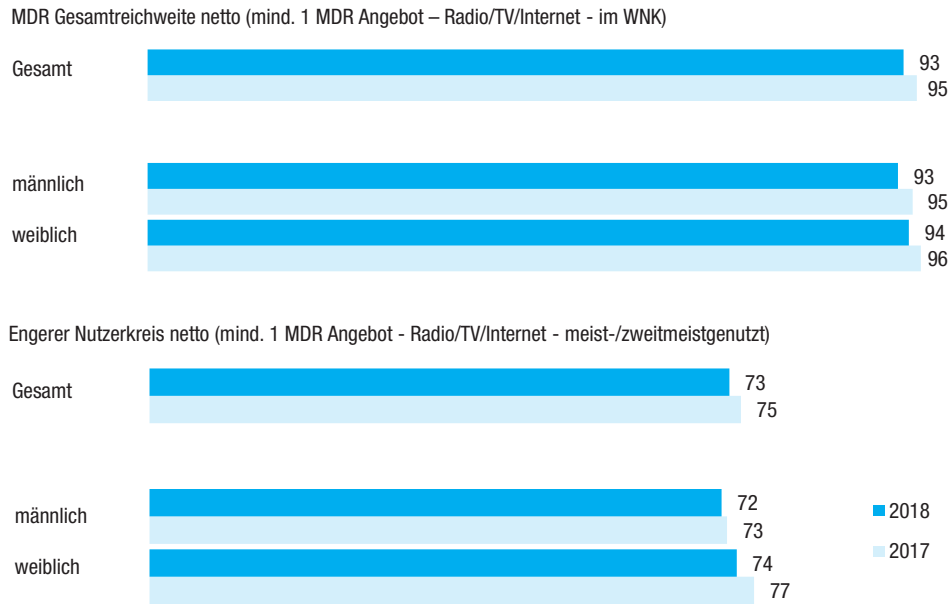 MDR Gesamtreichweite netto (mind. 1 MDR Angebot – Radio/TV/Internet - im WNK)
Gesamt
93
95
männlich
93
95
weiblich
94
96
Engerer Nutzerkreis netto (mind. 1 MDR Angebot - Radio/TV/Internet - meist-/zweitmeistgenutzt)
Gesamt
73
75
männlich
72
73
weiblich
74
77
2018
2017